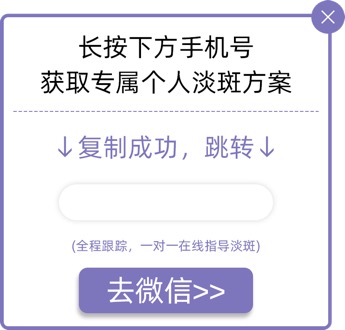 长按下方手机号
获取专属个人淡斑方案
↓复制成功，跳转↓
(全程跟踪，一对一在线指导淡斑)
去微信>>